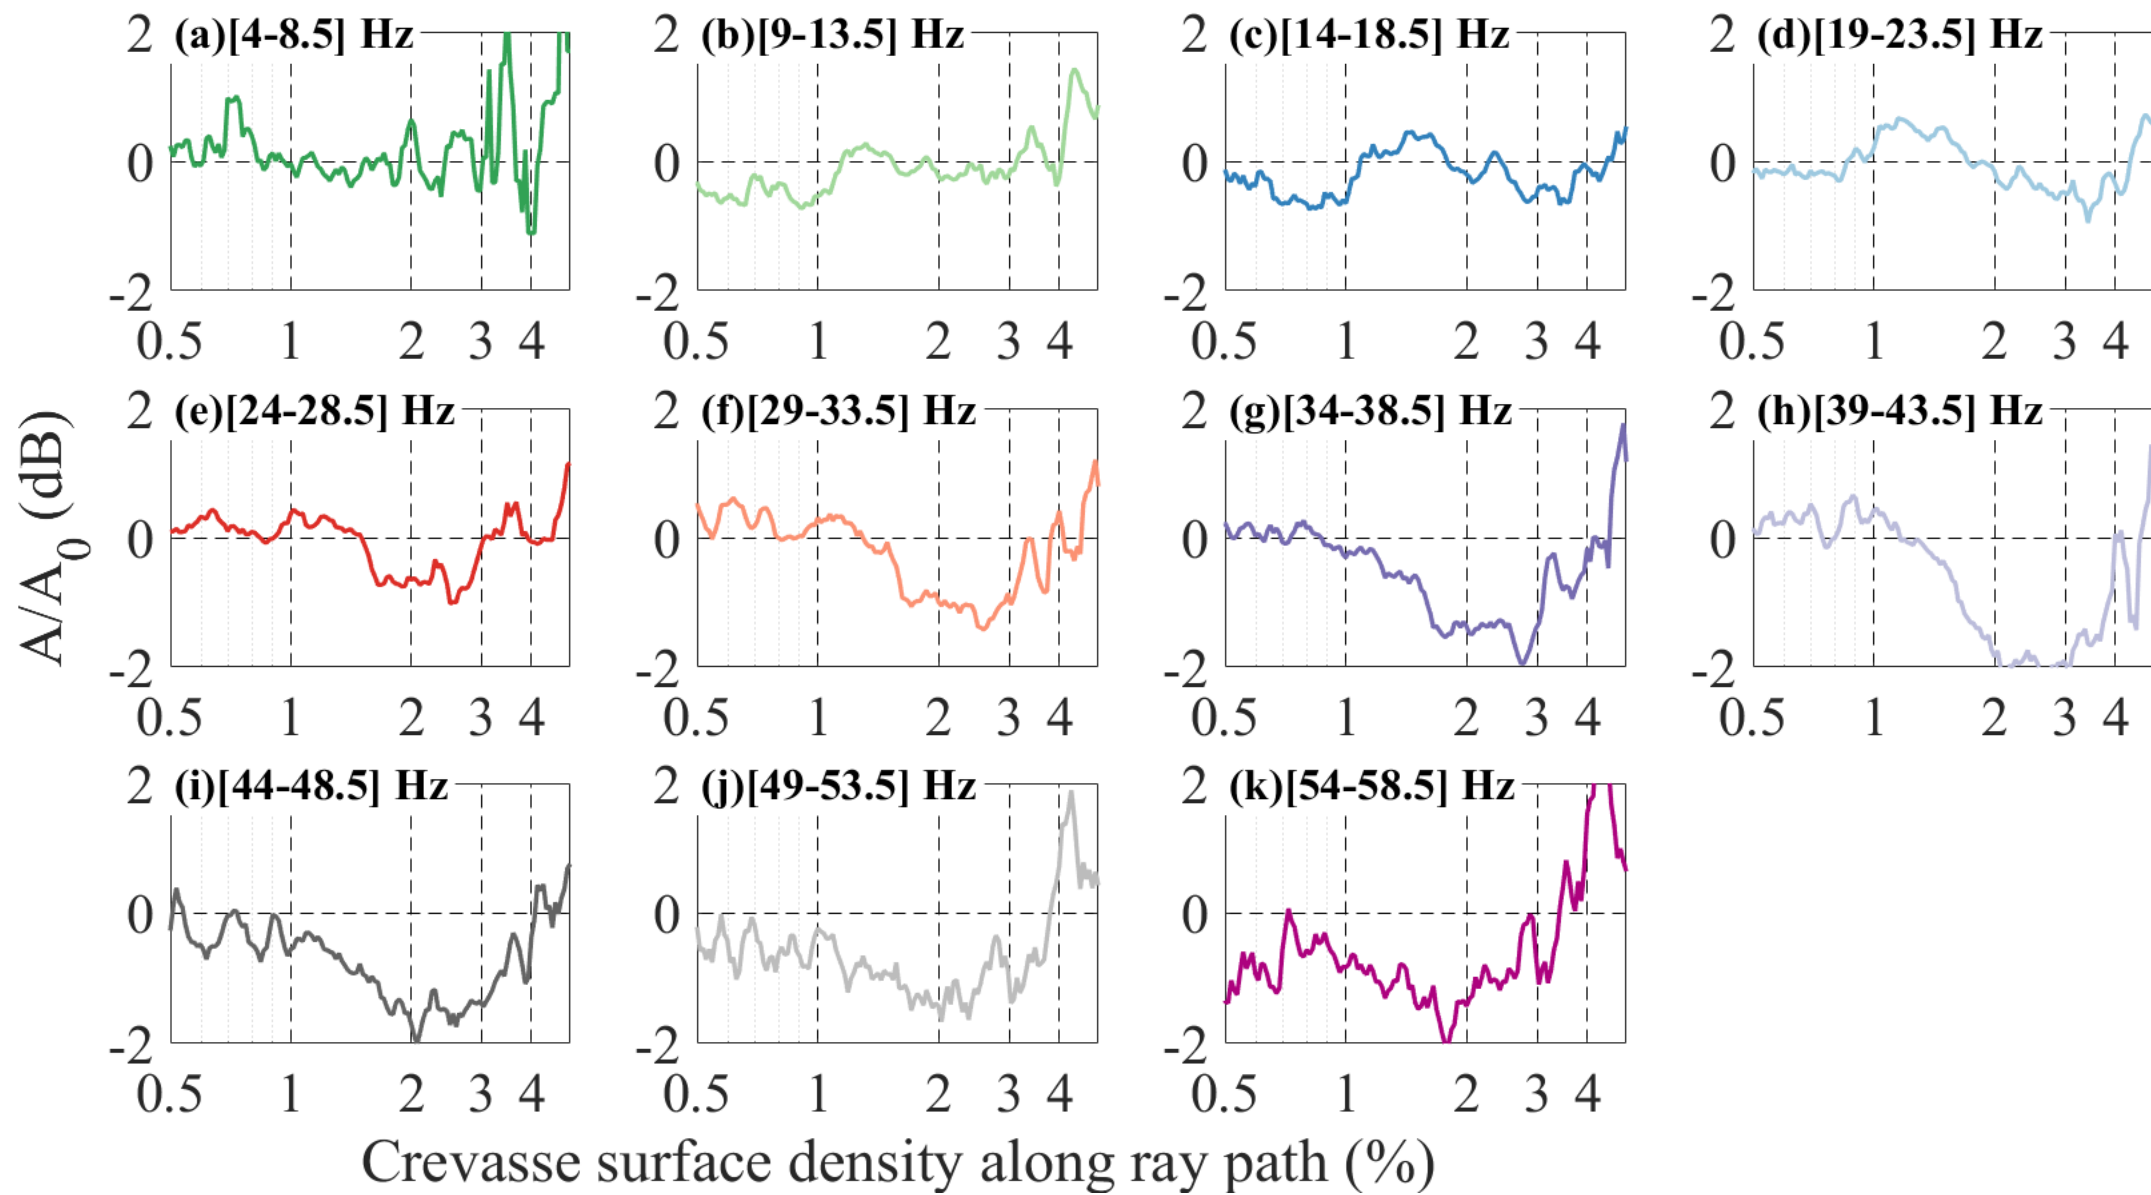 2 (a)[4-8.5] Hz 2 (b)[9-13.5] Hz 2 (c)[14-18.5] Hz 2 (d)[19-23.5] Hz
0 0 0 0
-2 -2 -2 -2
0.5 1 2 3 4 0.5 1 2 3 4 0.5 1 2 3 4 0.5 1 2 3 4
2 (e)[24-28.5] Hz 2 (f)[29-33.5] Hz 2 (g)[34-38.5] Hz 2 (h)[39-43.5] Hz
A/A0 (dB)
0 0 0 0
-2 -2 -2 -2
0.5 1 2 3 4 0.5 1 2 3 4 0.5 1 2 3 4 0.5 1 2 3 4
2 (i)[44-48.5] Hz 2 (j)[49-53.5] Hz 2 (k)[54-58.5] Hz
0 0 0
-2 -2 -2
0.5 1 2 3 4 0.5 1 2 3 4 0.5 1 2 3 4
Crevasse surface density along ray path (%)